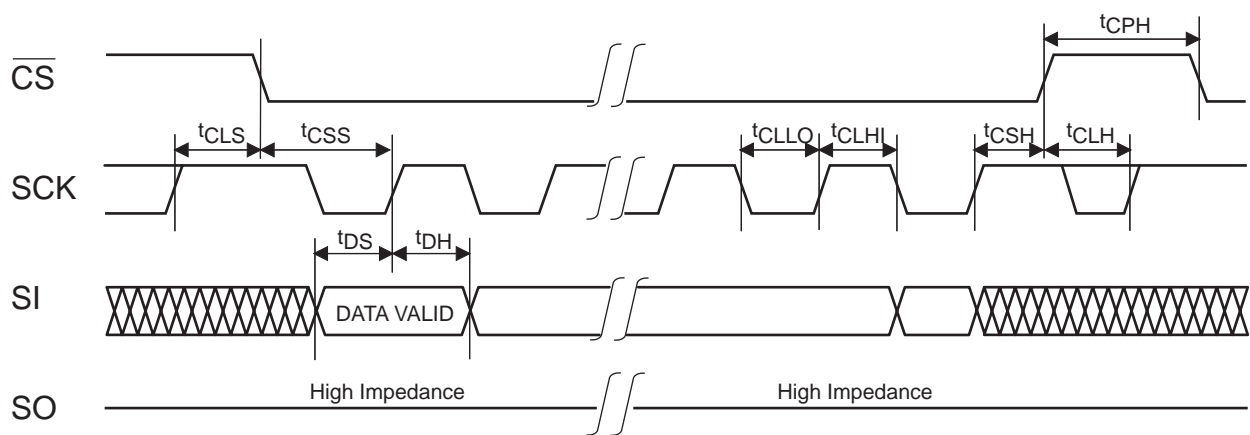 tCPH
CS
tCLS tCSS tCLLO tCLHI tCSH tCLH
SCK
tDS tDH
SI DATA VALID
High Impedance High Impedance
SO